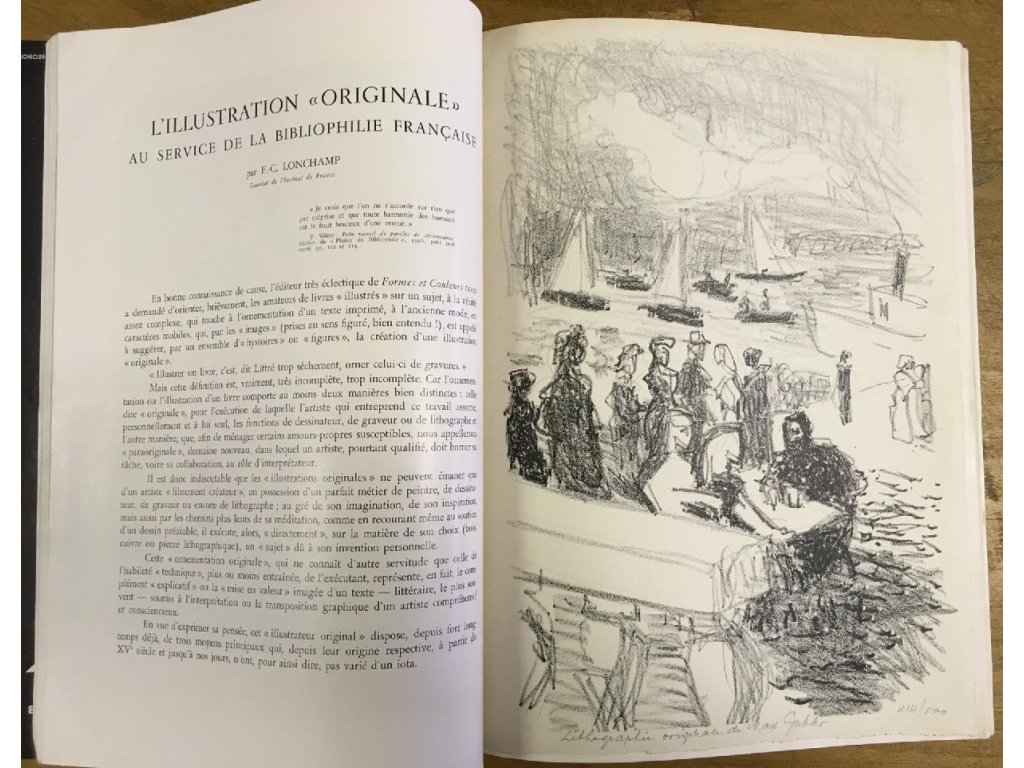 L'ILLUSTRATION «ORIGINALE»
AU SERVICE DE LA BIBLIOPHILIE FRANÇAISE
par F.-C. LONCHAMP
Lauréat de l'Institut de France
« Je crois que l'on ne s'accorde sur rien que
par méprise et que toute harmonie des humains
est le fruit heureux d'une erreur. »
P. Valéry Petit recueil de paroles de circonstance,
édition de « Plaisir de Bibliophile », 1926, petit in-8
carré, pp. 112 et 113.
En bonne connaissance de cause, l'éditeur très éclectique de Formes et Couleurs nous
a demandé d'orienter, brièvement, les amateurs de livres « illustrés » sur un sujet, à la vérité
assez complexe, qui touche à l'ornementation d'un texte imprimé, à l'ancienne mode, en
caractères mobiles, qui, par les « images » (prises au sens figuré, bien entendu !), est appelé
à suggérer, par un ensemble d'« hystoires » ou « figures », la création d'une illustration
« originale ».
« Illustrer un livre, c'est, dit Littré trop sèchement, orner celui-ci de gravures. »
Mais cette définition est, vraiment, très incomplète, trop incomplète. Car l'ornemen-
tation ou l'illustration d'un livre comporte au moins deux manières bien distinctes : celle
dite « originale », pour l'exécution de laquelle l'artiste qui entreprend ce travail assume,
personnellement et à lui seul, les fonctions de dessinateur, de graveur ou de lithographe et
l'autre manière, que, afin de ménager certains amours-propres susceptibles, nous appellerons
« paraoriginale », domaine nouveau, dans lequel un artiste, pourtant qualifié, doit borner sa
tâche, voire sa collaboration, au rôle d'interprétateur.
Il est donc indiscutable que les « illustrations originales » ne peuvent émaner que
d'un artiste « librement créateur », en possession d'un parfait métier de peintre, de dessina-
teur, de graveur ou encore de lithographe ; au gré de son imagination, de son inspiration,
mais aussi par les chemins plus lents de sa méditation, comme en recourant même au soutien
d'un dessin préalable, il exécute, alors, « directement », sur la matière de son choix (bois,
cuivre ou pierre lithographique), un « sujet » dû à son invention personnelle.
Cette « ornementation originale », qui ne connaît d'autre servitude que celle de
l'habileté « technique », plus ou moins entraînée, de l'exécutant, représente, en fait, le com-
plément « explicatif » ou la « mise en valeur » imagée d'un texte — littéraire, le plus sou-
vent — soumis à l'interprétation ou la transposition graphique d'un artiste compréhensif
et consciencieux.
En vue d'exprimer sa pensée, cet « illustrateur original » dispose, depuis fort long-
temps déjà, de trois moyens principaux qui, depuis leur origine respective, à partir du
XVe siècle et jusqu'à nos jours, n'ont, pour ainsi dire, pas varié d'un iota.
N
414/500
Lithographie originale de Max